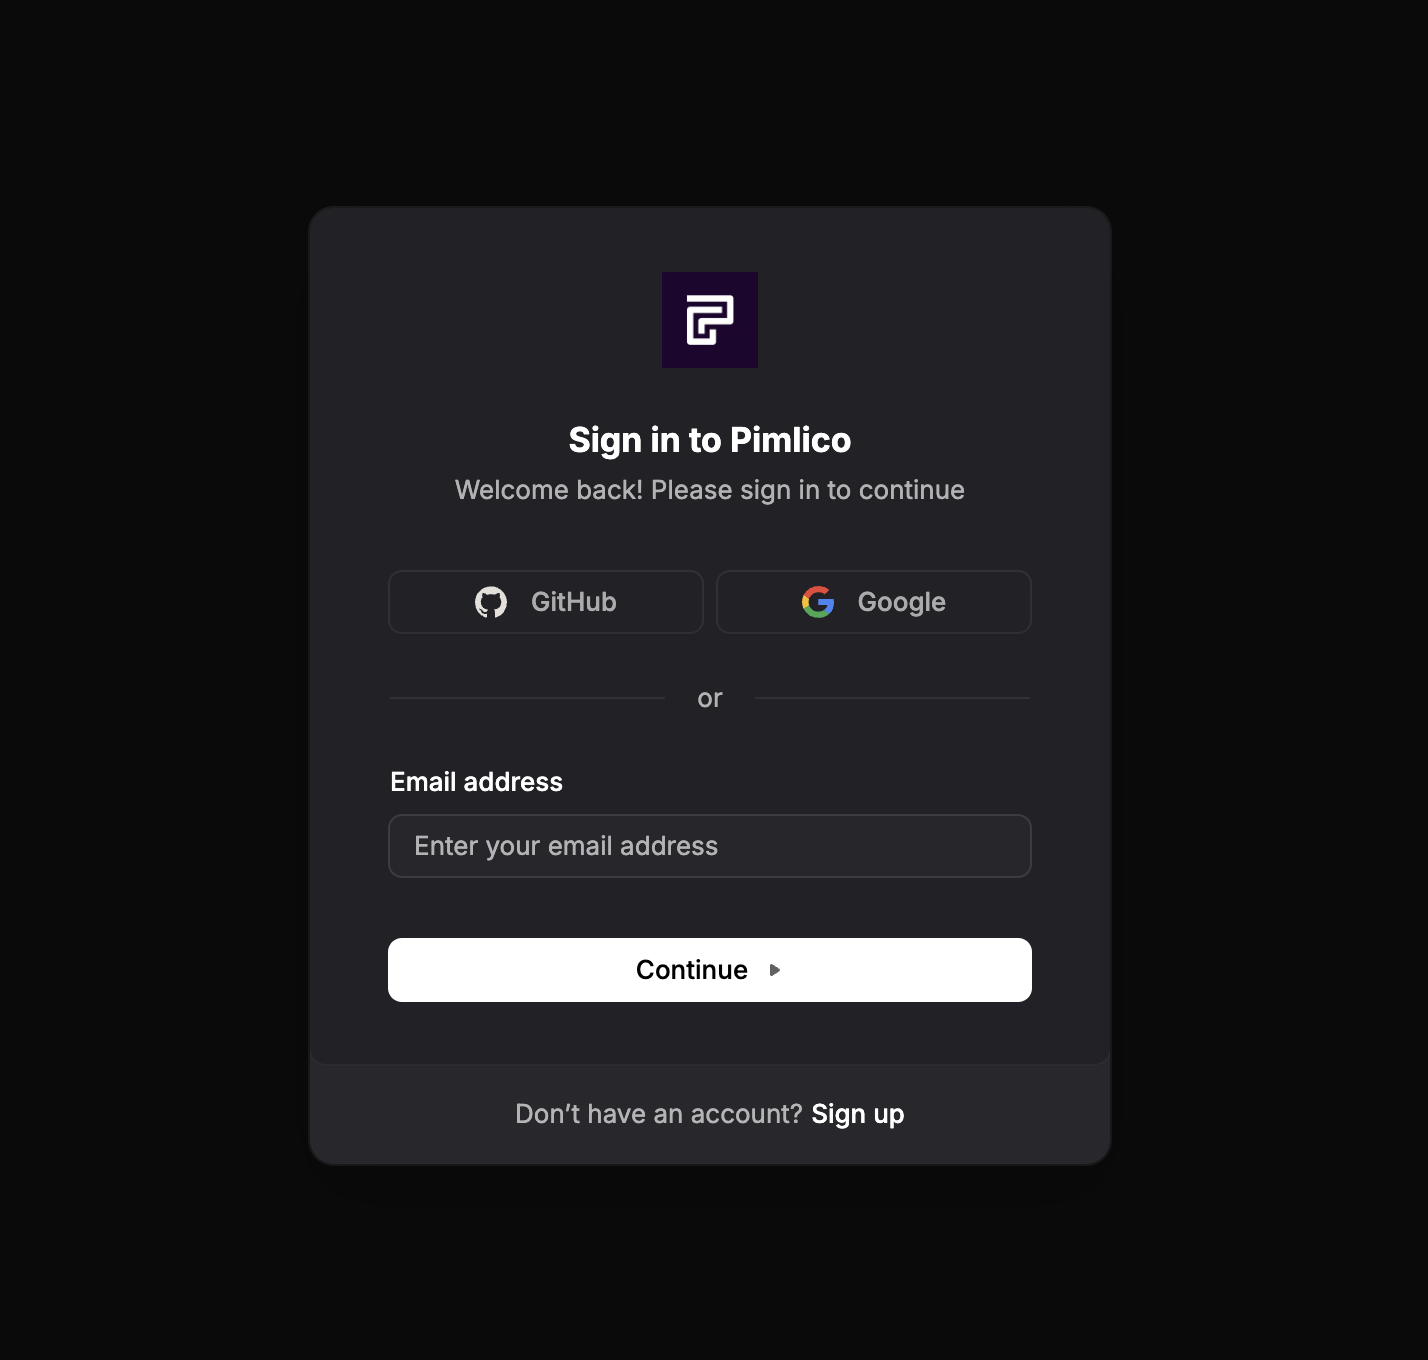 Sign in to Pimlico
Welcome back! Please sign in to continue
GitHub
Google
or
Email address
Enter your email address
Continue
Don’t have an account? Sign up